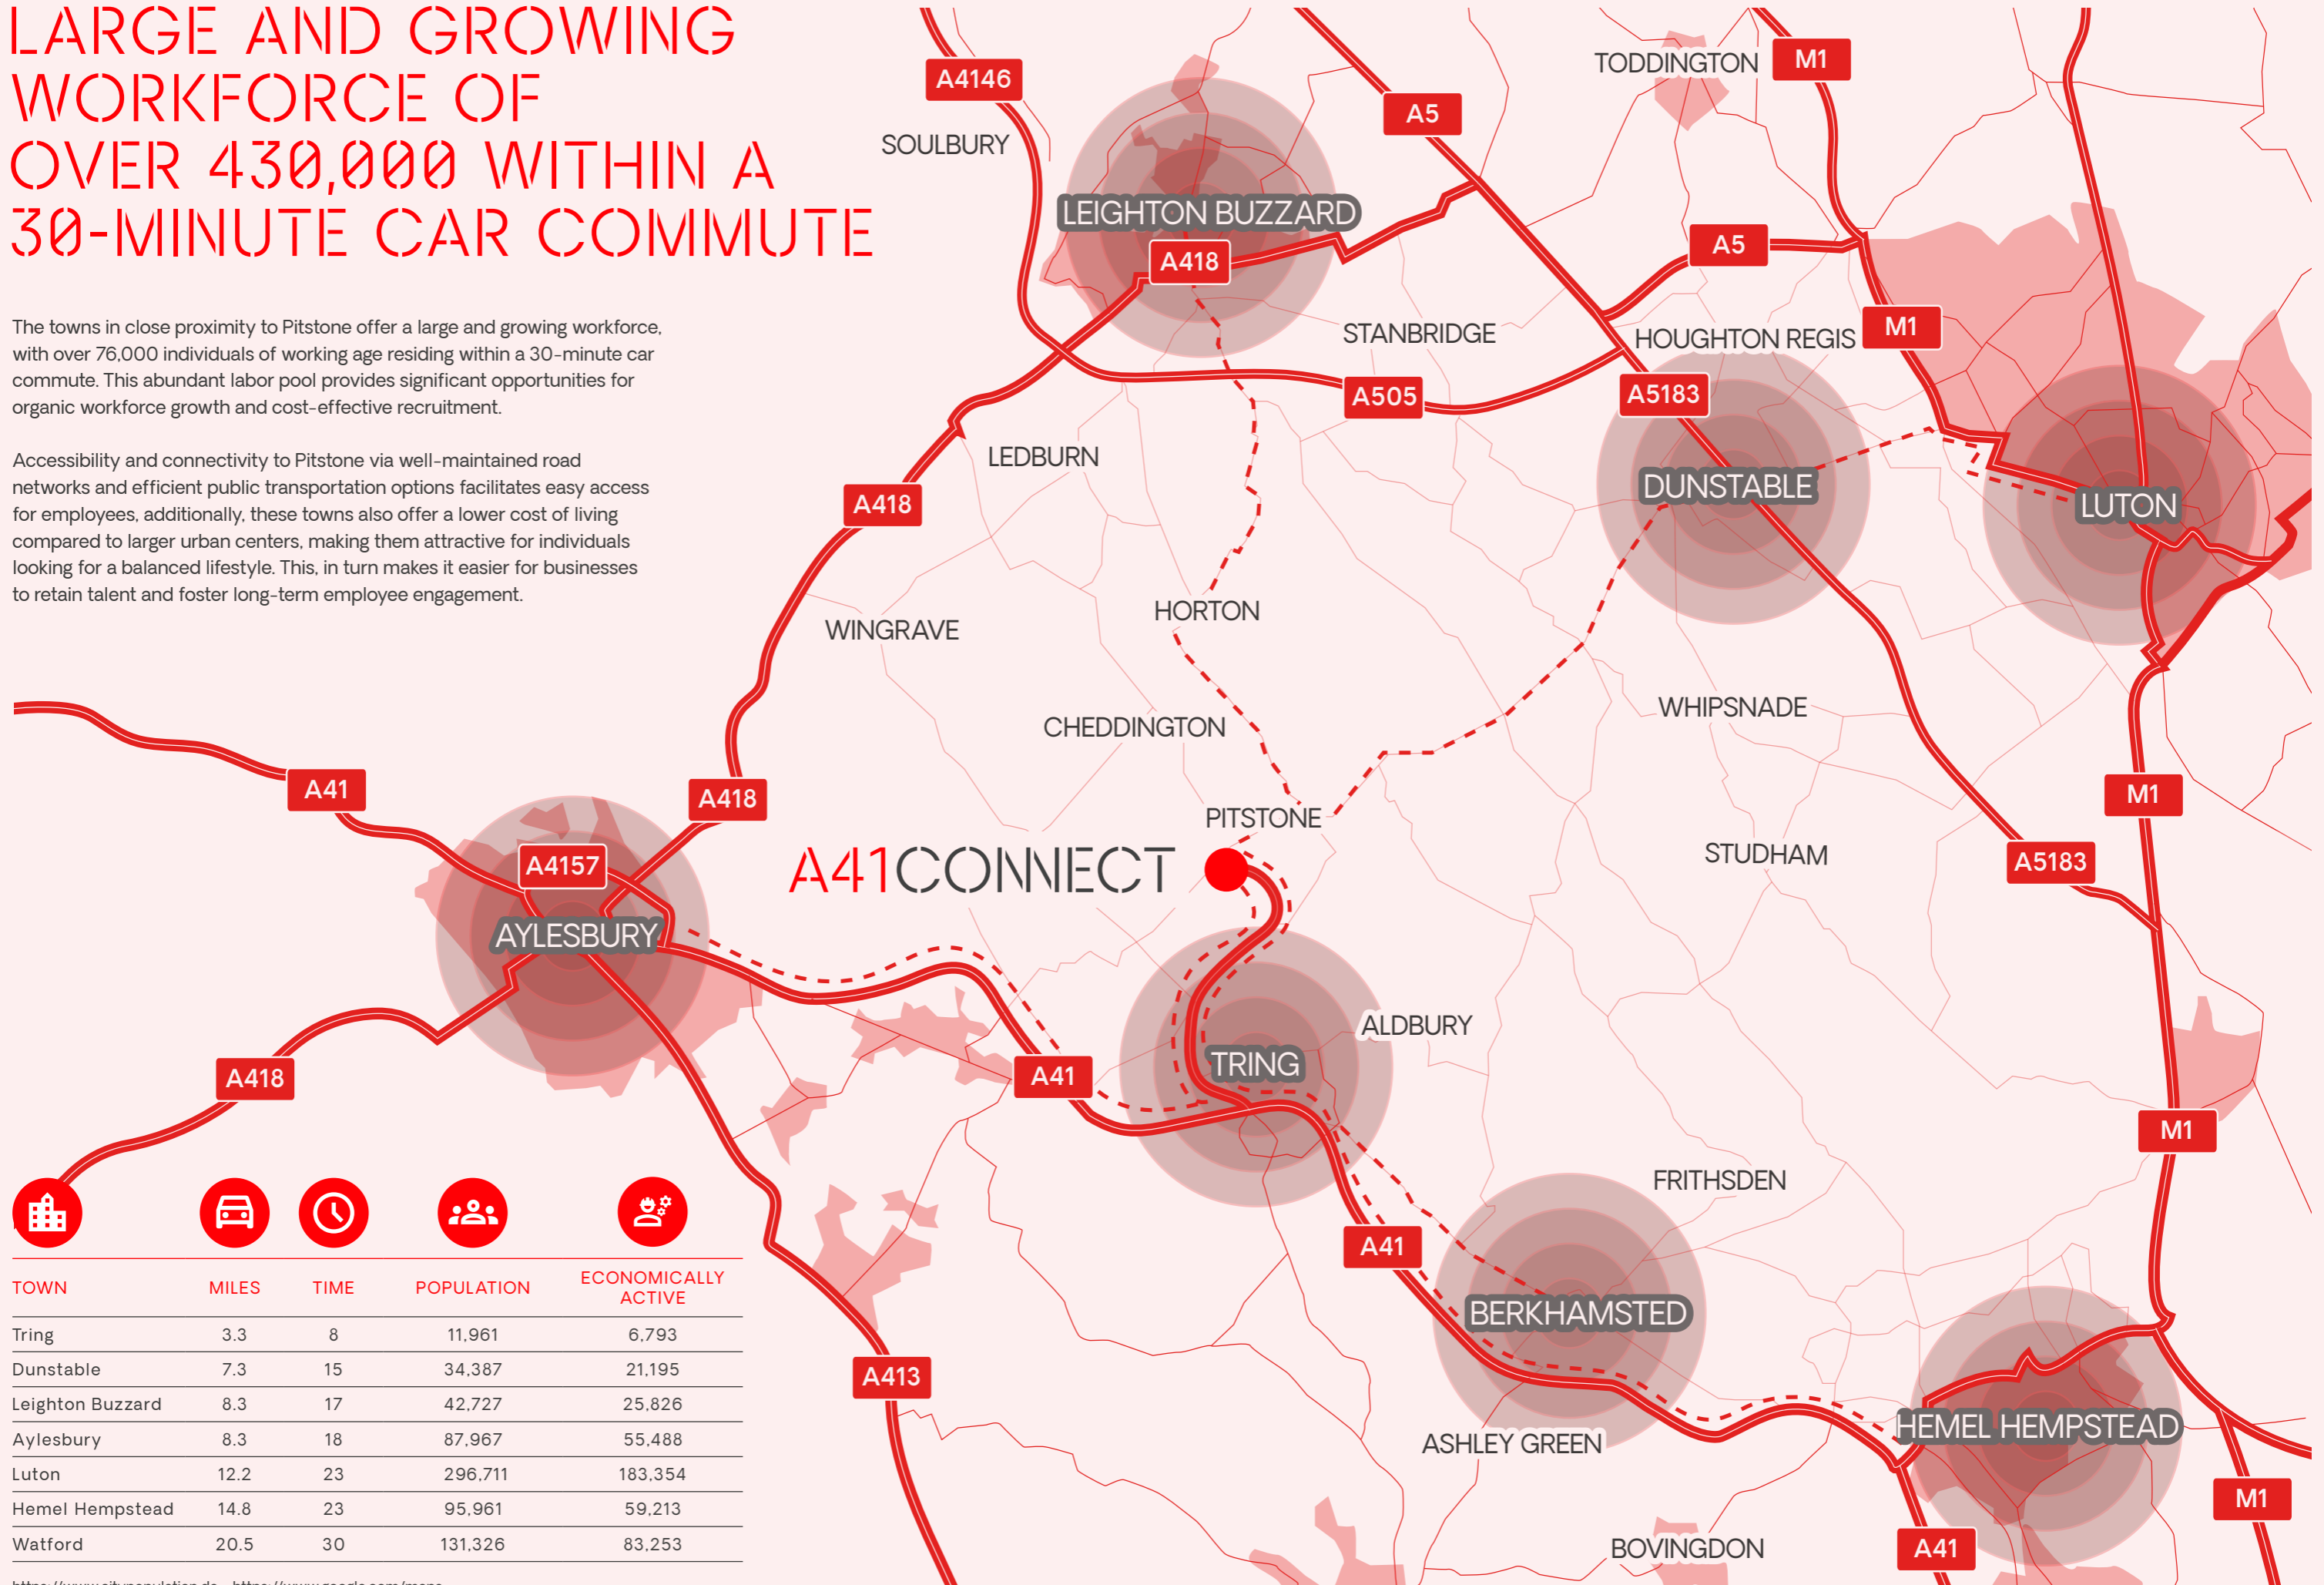 LARGE AND GROWING
WORKFORCE OF
OVER 430,000 WITHIN A
30-MINUTE CAR COMMUTE
The towns in close proximity to Pitstone offer a large and growing workforce,
with over 76,000 individuals of working age residing within a 30-minute car
commute. This abundant labor pool provides significant opportunities for
organic workforce growth and cost-effective recruitment.
Accessibility and connectivity to Pitstone via well-maintained road
networks and efficient public transportation options facilitates easy access
for employees, additionally, these towns also offer a lower cost of living
compared to larger urban centers, making them attractive for individuals
looking for a balanced lifestyle. This, in turn makes it easier for businesses
to retain talent and foster long-term employee engagement.
TODDINGTON
M1
A4146
A5
SOULBURY
LEIGHTON BUZZARD
A5
A418
M1
STANBRIDGE
HOUGHTON REGIS
A505
A5183
LEDBURN
DUNSTABLE
A418
LUTON
HORTON
WINGRAVE
WHIPSNADE
CHEDDINGTON
A41
A418
M1
PITSTONE
STUDHAM
A4157
A41CONNECT
A5183
AYLESBURY
ALDBURY
TRING
A418
A41
M1
FRITHSDEN
A41
BERKHAMSTED
A413
HEMEL HEMPSTEAD
ASHLEY GREEN
M1
BOVINGDON
A41
TOWN MILES TIME POPULATION ECONOMICALLY
ACTIVE
Tring 3.3 8 11,961 6,793
Dunstable 7.3 15 34,387 21,195
Leighton Buzzard 8.3 17 42,727 25,826
Aylesbury 8.3 18 87,967 55,488
Luton 12.2 23 296,711 183,354
Hemel Hempstead 14.8 23 95,961 59,213
Watford 20.5 30 131,326 83,253